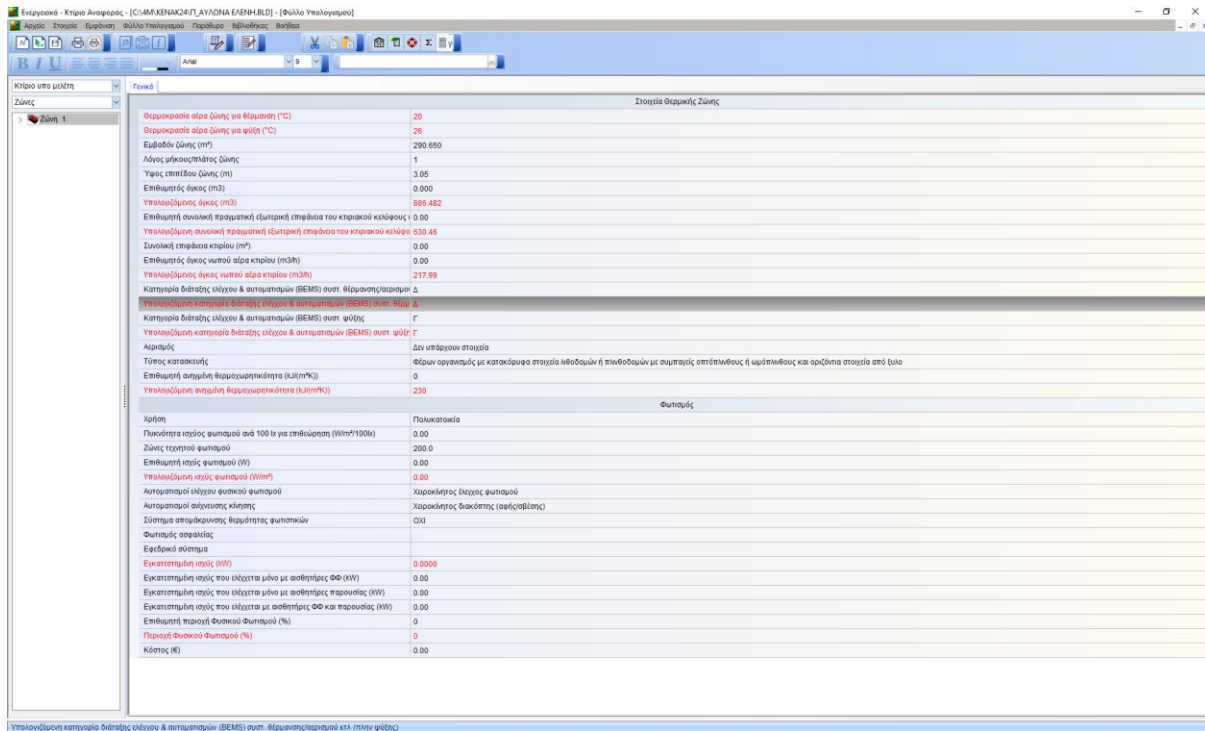 Ενεργειακό - Κτίριο Αναφοράς - [C:\4M\KENAK24\Π_ΑΥΛΩΝΑ ΕΛΕΝΗ.BLD] - [Φύλλο Υπολογισμού]
Αρχείο Στοιχεία Εμφάνιση Φύλλο Υπολογισμού Παράθυρα Βιβλιοθήκες Βοήθεια
B I U Arial 9
Κτίριο υπο μελέτη Γενικά
Ζώνες Στοιχεία Θερμικής Ζώνης
Ζώνη 1
Θερμοκρασία αέρα ζώνης για θέρμανση (°C) 20
Θερμοκρασία αέρα ζώνης για ψύξη (°C) 26
Εμβαδόν ζώνης (m²) 290.650
Λόγος μήκους/πλάτος ζώνης 1
Ύψος επιπέδου ζώνης (m) 3.05
Επιθυμητός όγκος (m3) 0.000
Υπολογιζόμενος όγκος (m3) 886.482
Επιθυμητή συνολική πραγματική εξωτερική επιφάνεια του κτιριακού κελύφους 0.00
Υπολογιζόμενη συνολική πραγματική εξωτερική επιφάνεια του κτιριακού κελύφο 630.45
Συνολική επιφάνεια κτιρίου (m²) 0.00
Επιθυμητός όγκος νωπού αέρα κτιρίου (m3/h) 0.00
Υπολογιζόμενος όγκος νωπού αέρα κτιρίου (m3/h) 217.99
Κατηγορία διάταξης ελέγχου & αυτοματισμών (BEMS) συστ. θέρμανσης/αερισμού Δ
Υπολογιζόμενη κατηγορία διάταξης ελέγχου & αυτοματισμών (BEMS) συστ. θέρμ Δ
Κατηγορία διάταξης ελέγχου & αυτοματισμών (BEMS) συστ. ψύξης Γ
Υπολογιζόμενη κατηγορία διάταξης ελέγχου & αυτοματισμών (BEMS) συστ. ψύξη Γ
Αερισμός Δεν υπάρχουν στοιχεία
Τύπος κατασκευής Φέρων οργανισμός με κατακόρυφα στοιχεία λιθοδομών ή πλινθοδομών με συμπαγείς οπτόπλινθους ή ωμόπλινθους και οριζόντια στοιχεία από ξυλο
Επιθυμητή ανηγμένη θερμοχωρητικότητα (kJ/(m²K)) 0
Υπολογιζόμενη ανηγμένη θερμοχωρητικότητα (kJ/(m²K)) 230
Φωτισμός
Χρήση Πολυκατοικία
Πυκνότητα ισχύος φωτισμού ανά 100 lx για επιθεώρηση (W/m²/100lx) 0.00
Ζώνες τεχνητού φωτισμού 200.0
Επιθυμητή ισχύς φωτισμού (W) 0.00
Υπολογιζόμενη ισχύς φωτισμού (W/m²) 0.00
Αυτοματισμοί ελέγχου φυσικού φωτισμού Χειροκίνητος έλεγχος φωτισμού
Αυτοματισμοί ανίχνευσης κίνησης Χειροκίνητος διακόπτης (αφής/σβέσης)
Σύστημα απομάκρυνσης θερμότητας φωτιστικών ΟΧΙ
Φωτισμός ασφαλείας
Εφεδρικό σύστημα
Εγκατεστημένη ισχύς (kW) 0.0000
Εγκατεστημένη ισχύς που ελέγχεται μόνο με αισθητήρες ΦΦ (kW) 0.00
Εγκατεστημένη ισχύς που ελέγχεται μόνο με αισθητήρες παρουσίας (kW) 0.00
Εγκατεστημένη ισχύς που ελέγχεται με αισθητήρες ΦΦ και παρουσίας (kW) 0.00
Επιθυμητή περιοχή Φυσικού Φωτισμού (%) 0
Περιοχή Φυσικού Φωτισμού (%) 0
Κόστος (€) 0.00
Υπολογιζόμενη κατηγορία διάταξης ελέγχου & αυτοματισμών (BEMS) συστ. θέρμανσης/αερισμού κτλ (πλην ψύξης)